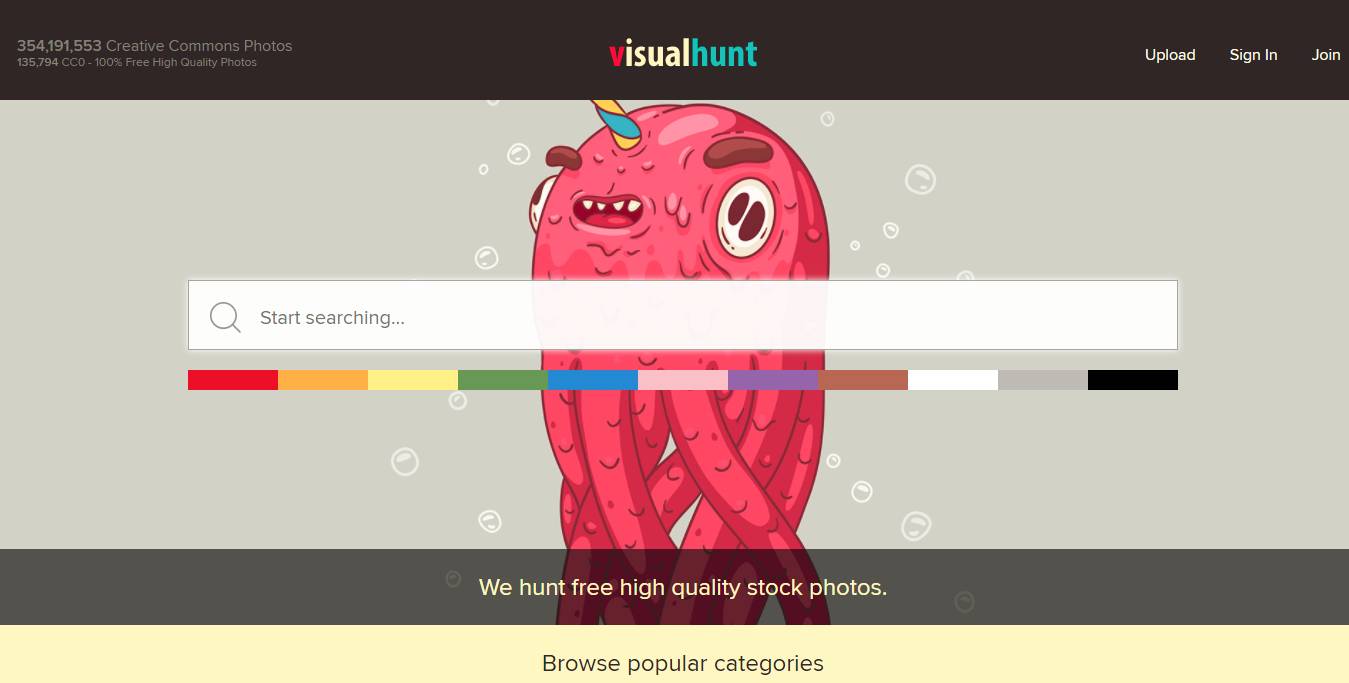 354,191,553 Creative Commons Photos
135,794 CC0 - 100% Free High Quality Photos
visualhunt
Upload Sign In Join
Start searching...
We hunt free high quality stock photos.
Browse popular categories